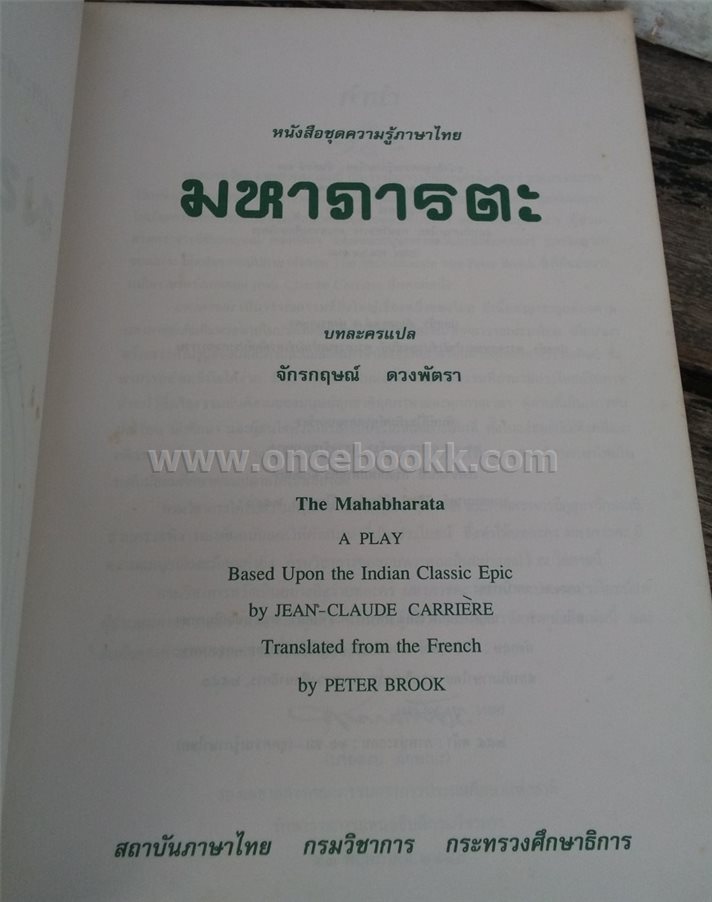 หนังสือชุดความรู้ภาษาไทย
มหาภารตะ
บทละครแปล
จักรกฤษณ์ ดวงพัตรา
www.oncebookk.com
The Mahabharata
A PLAY
Based Upon the Indian Classic Epic
by JEAN-CLAUDE CARRIÈRE
Translated from the French
by PETER BROOK
สถาบันภาษาไทย กรมวิชาการ กระทรวงศึกษาธิการ